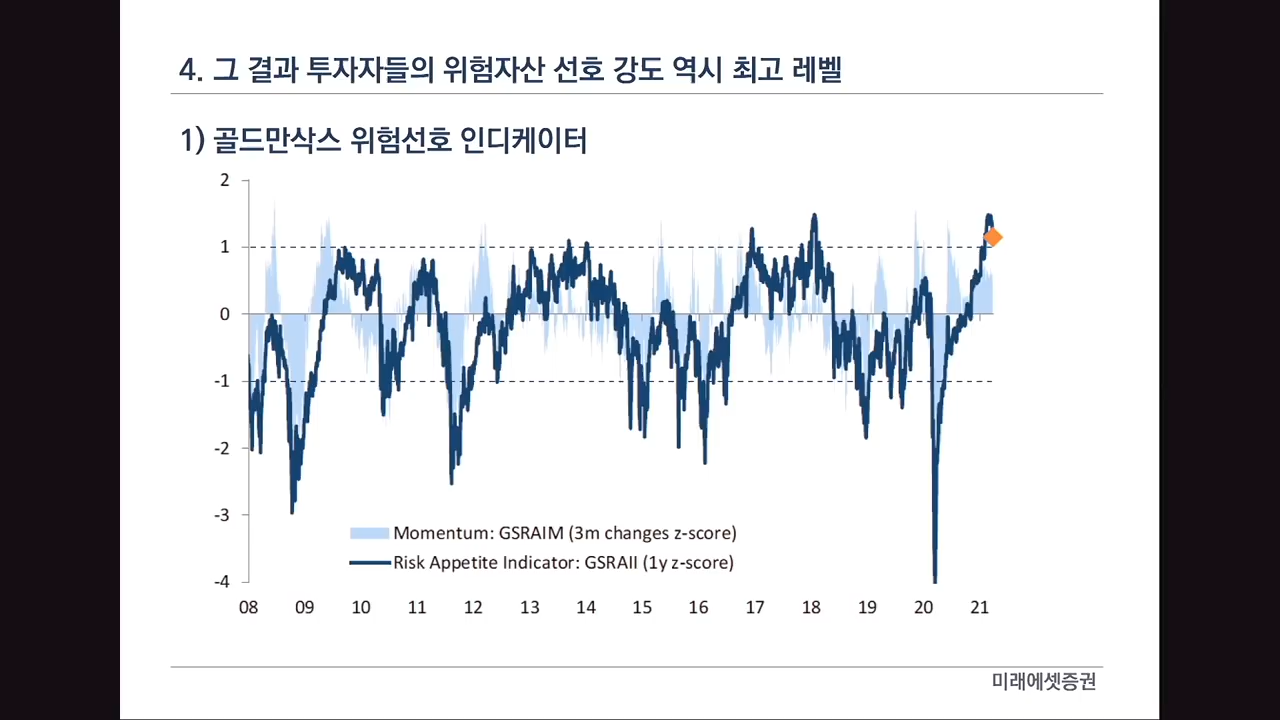 4. 그 결과 투자자들의 위험자산 선호 강도 역시 최고 레벨
1) 골드만삭스 위험선호 인디케이터
2
1
0
-1
-2
-3
-4
Momentum: GSRAIM (3m changes z-score)
Risk Appetite Indicator: GSRAII (1y z-score)
08 09 10 11 12 13 14 15 16 17 18 19 20 21
미래에셋증권